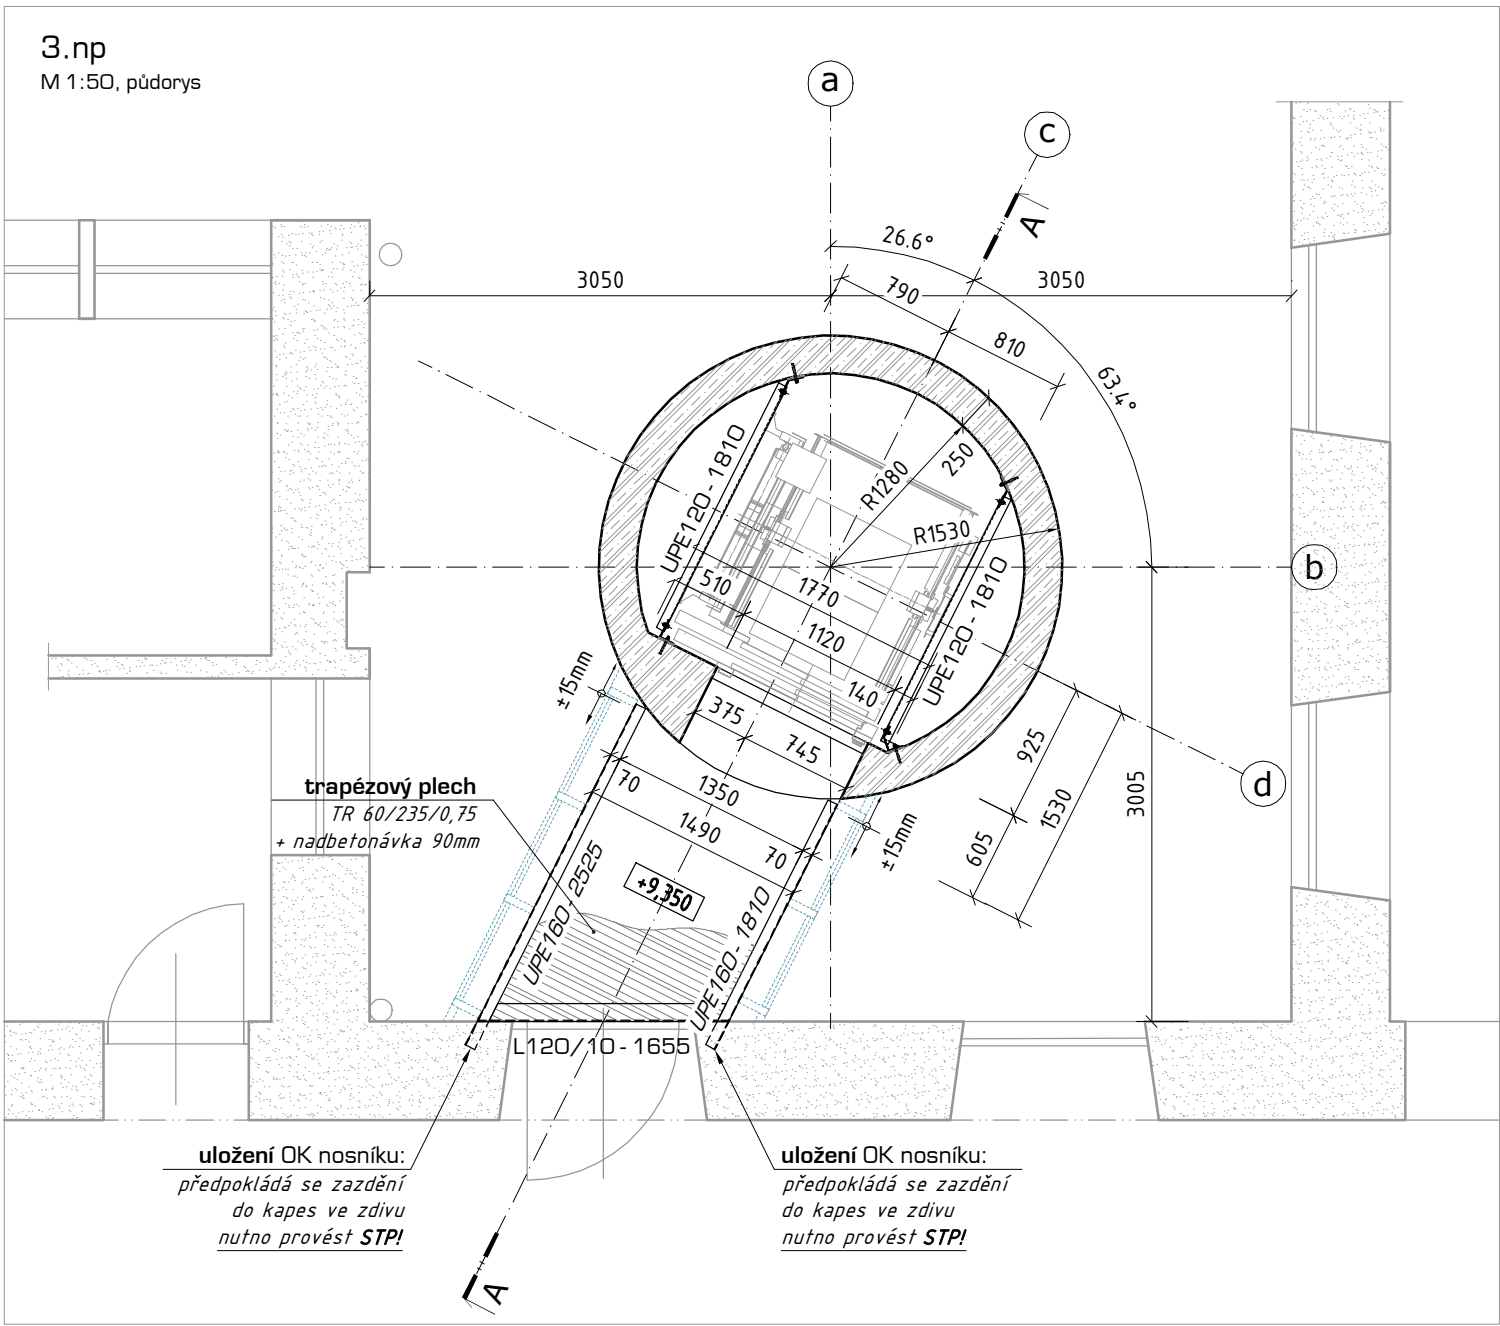 3.np
M 1:50, půdorys
a
c
A
26.6°
3050
3050
790
810
63.4°
250
R1280
R1530
UPE120 - 1810
b
510
1770
1120
UPE120 - 1810
140
±15mm
375
745
925
d
1530
3005
605
trapézový plech
TR 60/235/0,75
+ nadbetonávka 90mm
70
1350
1490
70
±15mm
+9,350
UPE160 - 2525
UPE160 - 1810
L120/10 - 1655
uložení OK nosníku:
předpokládá se zazdění
do kapes ve zdivu
nutno provést STP!
uložení OK nosníku:
předpokládá se zazdění
do kapes ve zdivu
nutno provést STP!
A